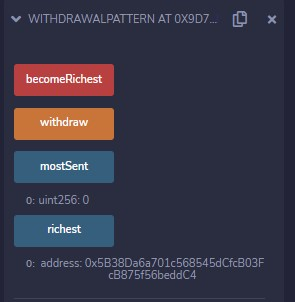 WITHDRAWALPATTERN AT 0X9D7...
becomeRichest
withdraw
mostSent
0: uint256: 0
richest
0: address: 0x5B38Da6a701c568545dCfcB03F
cB875f56beddC4